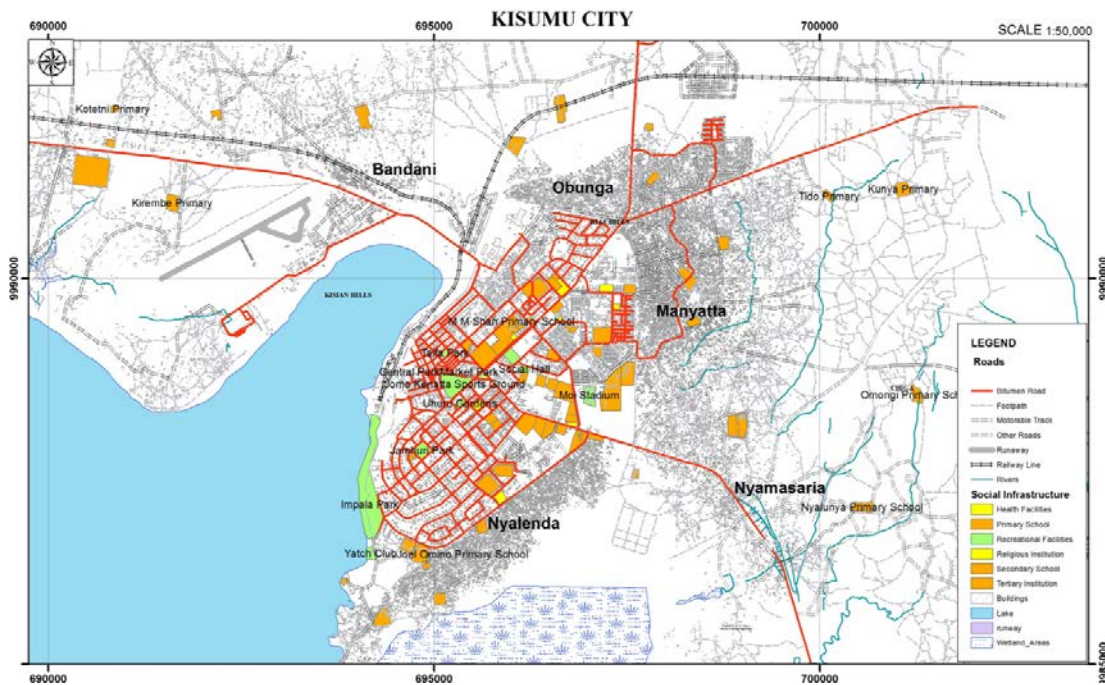 KISUMU CITY
690000
695000
700000
SCALE 1:50,000
Kotetni Primary
Bandani
Obunga
Kirembe Primary
Tido Primary
Kunya Primary
9990000
9990000
KISIAN HILLS
Manyatta
M M Shah Primary School
Taifa Park
Central Park
Market Park
Social Hall
Jomo Kenatta Sports Ground
Uhuru Gardens
Moi Stadium
Omongi Primary Sch
Jamhuri Park
Nyamasaria
Impala Park
Nyalenda
Nyalunya Primary School
Yatch Club
Joel Omino Primary School
LEGEND
Roads
Bitumen Road
Footpath
Motorable Track
Other Roads
Runaway
Railway Line
Rivers
Social Infrastructure
Health Facilities
Primary School
Recreational Facilities
Religious Institution
Secondary School
Tertiary Institution
Buildings
Lake
runway
Wetland_Areas
9985000
690000
695000
700000